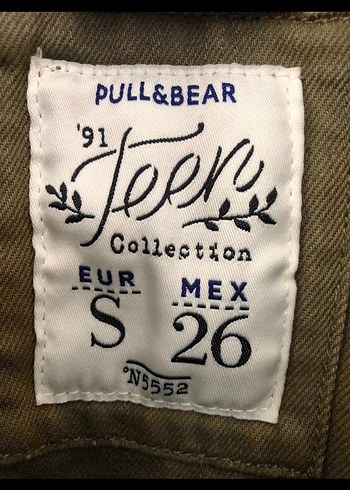 PULL&BEAR
'91
Teen
Collection
EUR MEX
S 26
°N5552